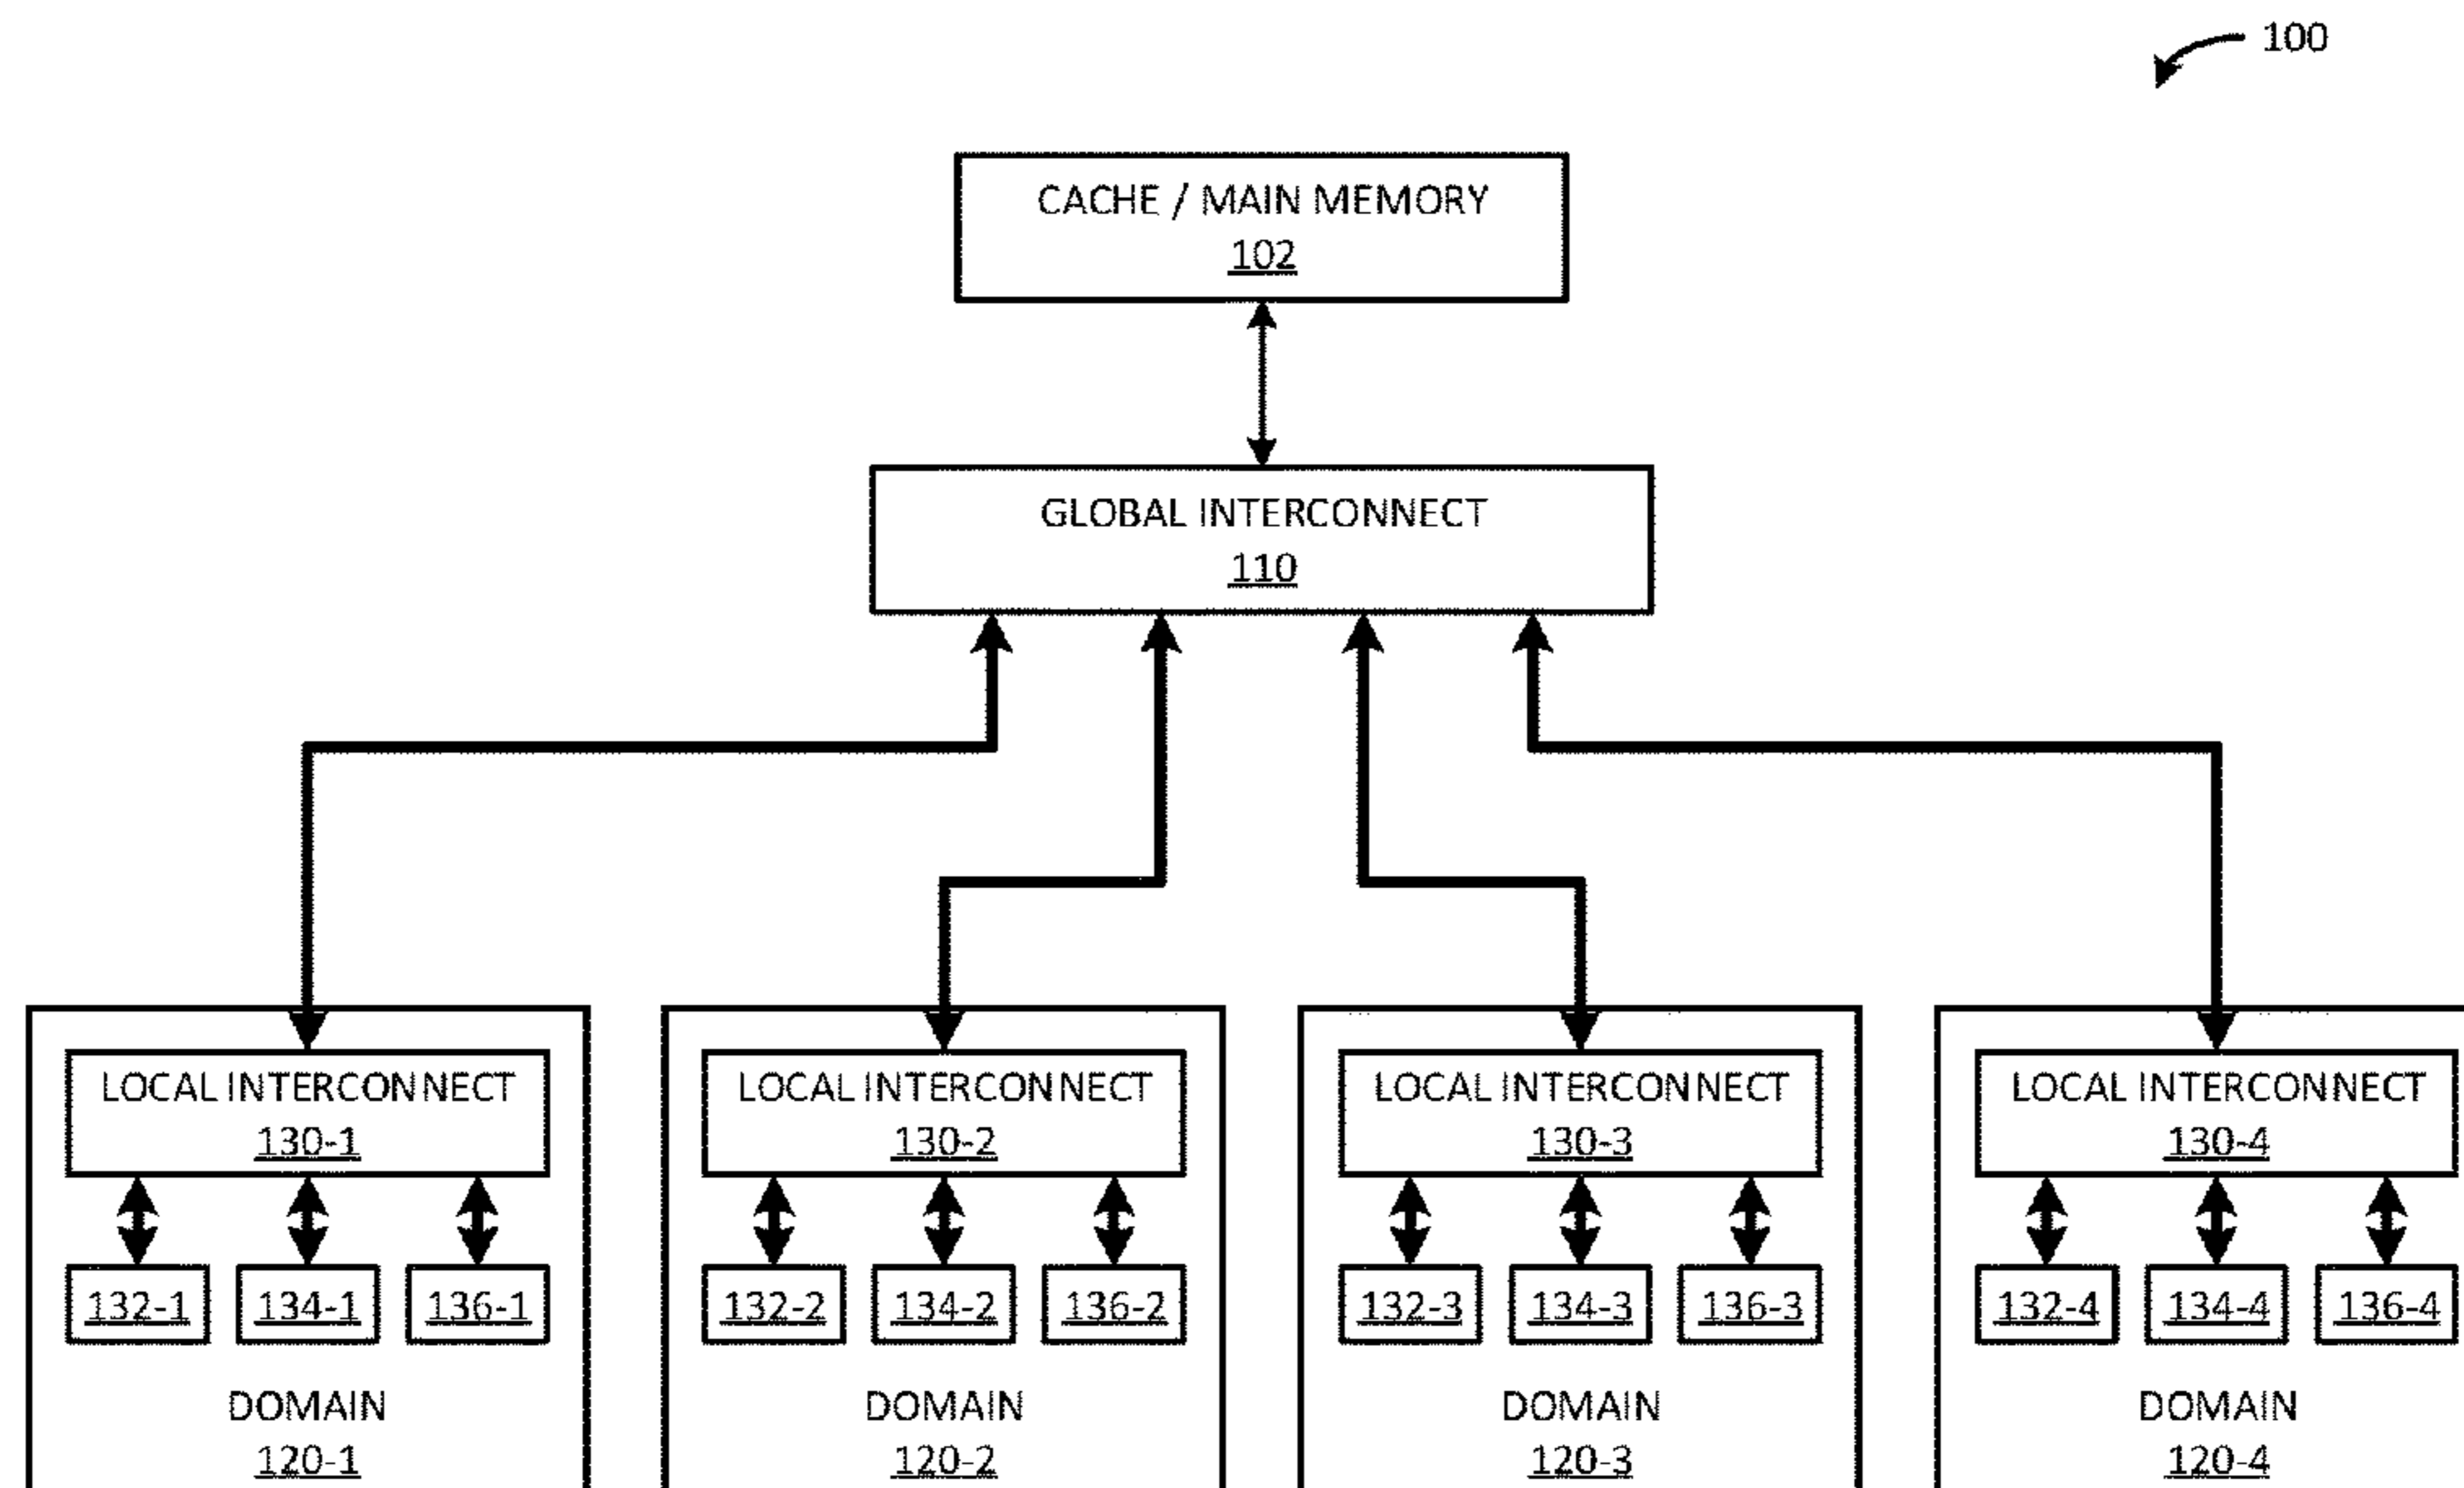 100
CACHE / MAIN MEMORY
102
GLOBAL INTERCONNECT
110
LOCAL INTERCONNECT
130-1
132-1
134-1
136-1
DOMAIN
120-1
LOCAL INTERCONNECT
130-2
132-2
134-2
136-2
DOMAIN
120-2
LOCAL INTERCONNECT
130-3
132-3
134-3
136-3
DOMAIN
120-3
LOCAL INTERCONNECT
130-4
132-4
134-4
136-4
DOMAIN
120-4